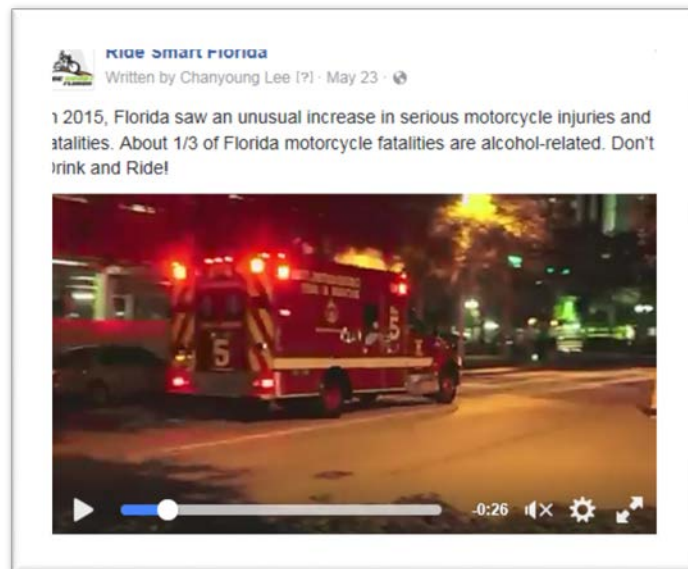 Ride Smart Florida
Written by Chanyoung Lee [?] · May 23 ·
n 2015, Florida saw an unusual increase in serious motorcycle injuries and
atalities. About 1/3 of Florida motorcycle fatalities are alcohol-related. Don't
Drink and Ride!
5
5
-0:26